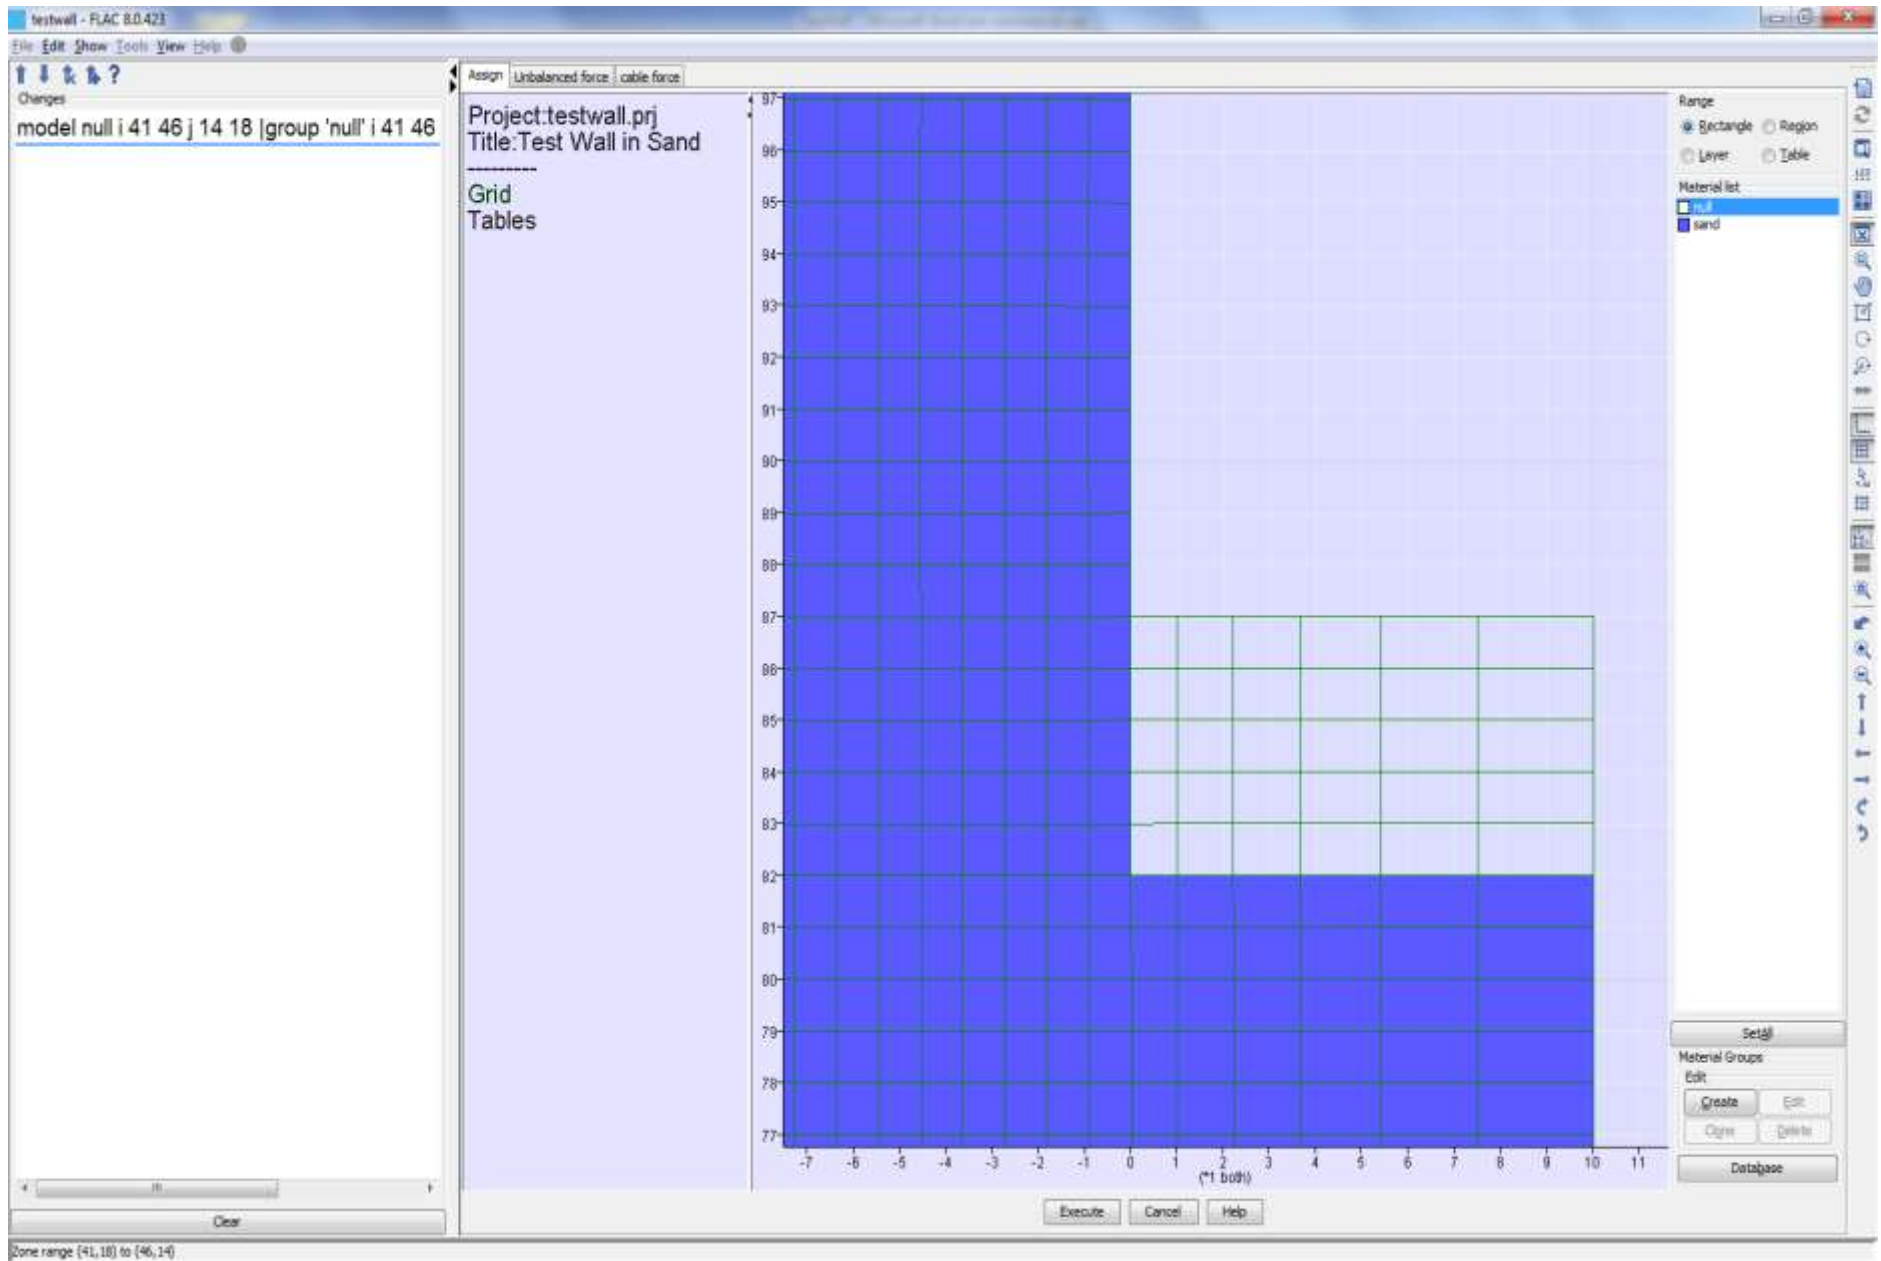 testwall - FLAC 8.0.423
File Edit Show Tools View Help
Changes
model null i 41 46 j 14 18 |group 'null' i 41 46
Clear
Zone range (41,18) to (46,14)
Assign Unbalanced force cable force
Project:testwall.prj
Title:Test Wall in Sand
---------
Grid
Tables
97
96
95
94
93
92
91
90
89
88
87
86
85
84
83
82
81
80
79
78
77
-7 -6 -5 -4 -3 -2 -1 0 1 2 3 4 5 6 7 8 9 10 11
(*1 both)
Execute Cancel Help
Range
Rectangle Region
Layer Table
Material list
null
sand
SetAll
Material Groups
Edit
Create Edit
Clone Delete
Database